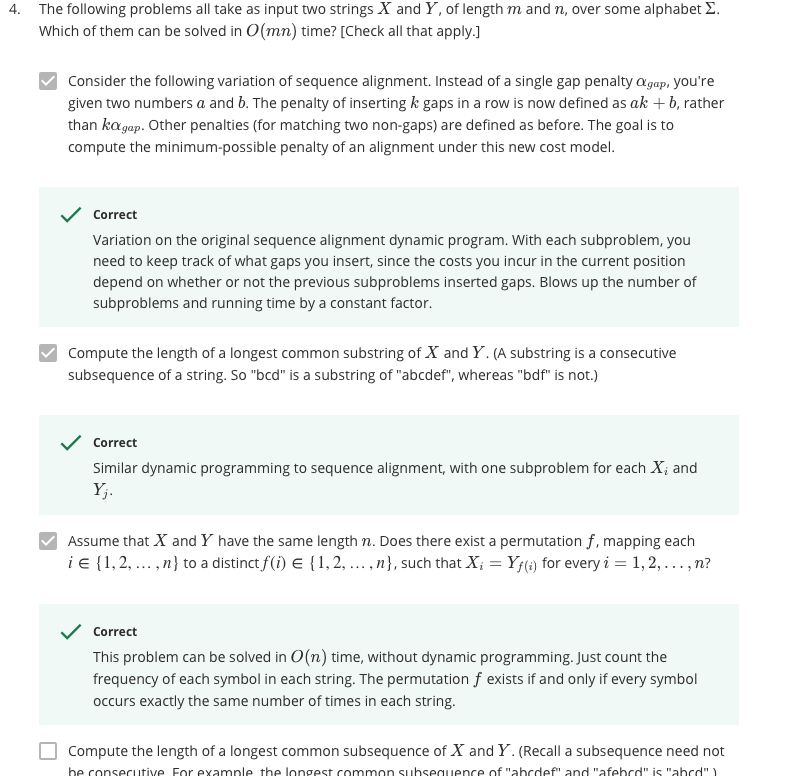 4. The following problems all take as input two strings X and Y, of length m and n, over some alphabet Σ.
Which of them can be solved in O(mn) time? [Check all that apply.]
Consider the following variation of sequence alignment. Instead of a single gap penalty α_gap, you're
given two numbers a and b. The penalty of inserting k gaps in a row is now defined as ak + b, rather
than kα_gap. Other penalties (for matching two non-gaps) are defined as before. The goal is to
compute the minimum-possible penalty of an alignment under this new cost model.
Correct
Variation on the original sequence alignment dynamic program. With each subproblem, you
need to keep track of what gaps you insert, since the costs you incur in the current position
depend on whether or not the previous subproblems inserted gaps. Blows up the number of
subproblems and running time by a constant factor.
Compute the length of a longest common substring of X and Y. (A substring is a consecutive
subsequence of a string. So "bcd" is a substring of "abcdef", whereas "bdf" is not.)
Correct
Similar dynamic programming to sequence alignment, with one subproblem for each X_i and
Y_j.
Assume that X and Y have the same length n. Does there exist a permutation f, mapping each
i ∈ {1, 2, … , n} to a distinct f(i) ∈ {1, 2, … , n}, such that X_i = Y_f(i) for every i = 1, 2, . . . , n?
Correct
This problem can be solved in O(n) time, without dynamic programming. Just count the
frequency of each symbol in each string. The permutation f exists if and only if every symbol
occurs exactly the same number of times in each string.
Compute the length of a longest common subsequence of X and Y. (Recall a subsequence need not
be consecutive. For example, the longest common subsequence of "abcdef" and "afebcd" is "abcd".)